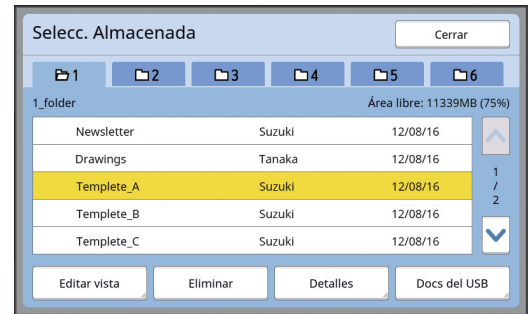 Selecc. Almacenada Cerrar
1 2 3 4 5 6
1_folder Área libre: 11339MB (75%)
Newsletter Suzuki 12/08/16
Drawings Tanaka 12/08/16
Templete_A Suzuki 12/08/16
Templete_B Suzuki 12/08/16
Templete_C Suzuki 12/08/16
1
/
2
Editar vista Eliminar Detalles Docs del USB